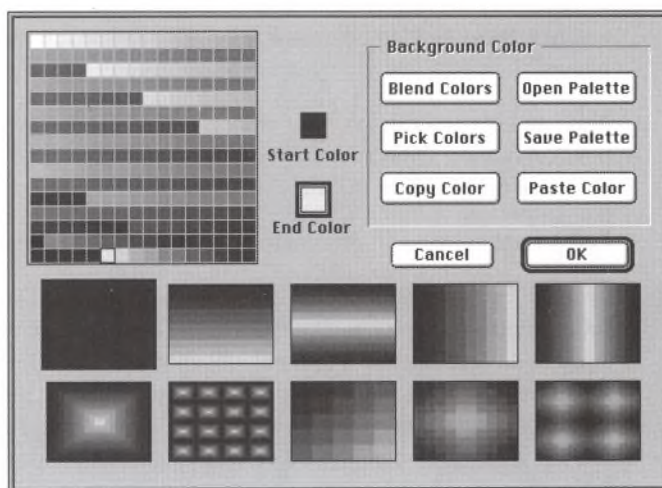 Background Color
Blend Colors
Open Palette
Pick Colors
Save Palette
Copy Color
Paste Color
Start Color
End Color
Cancel
OK